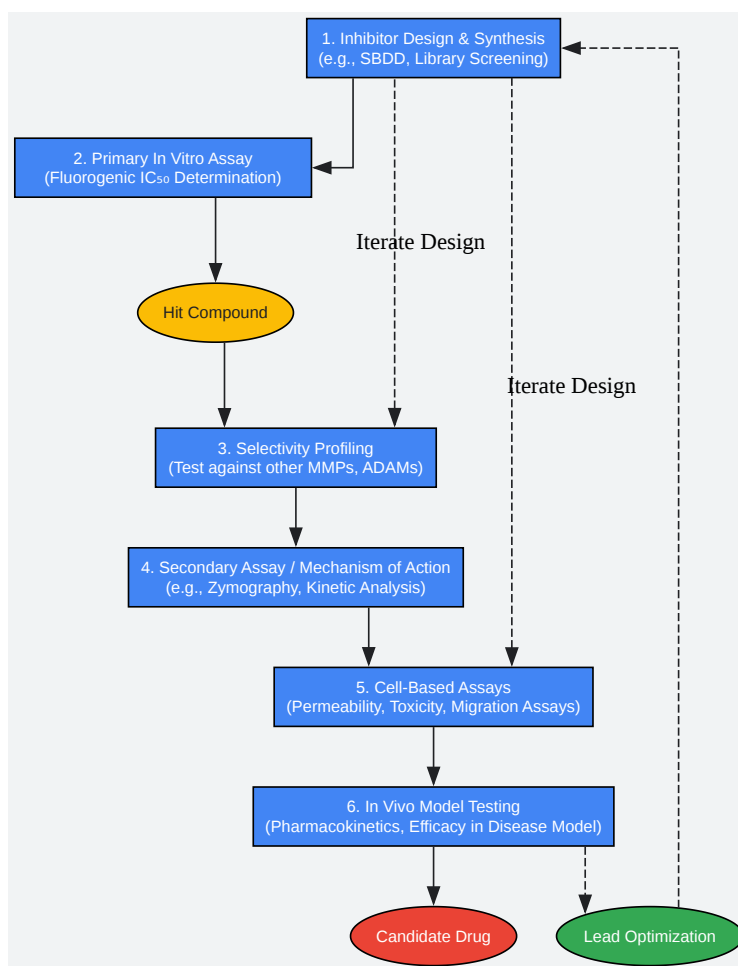 1. Inhibitor Design & Synthesis
(e.g., SBDD, Library Screening)
2. Primary In Vitro Assay
(Fluorogenic IC₅₀ Determination)
Iterate Design
Hit Compound
Iterate Design
3. Selectivity Profiling
(Test against other MMPs, ADAMs)
4. Secondary Assay / Mechanism of Action
(e.g., Zymography, Kinetic Analysis)
5. Cell-Based Assays
(Permeability, Toxicity, Migration Assays)
6. In Vivo Model Testing
(Pharmacokinetics, Efficacy in Disease Model)
Candidate Drug
Lead Optimization